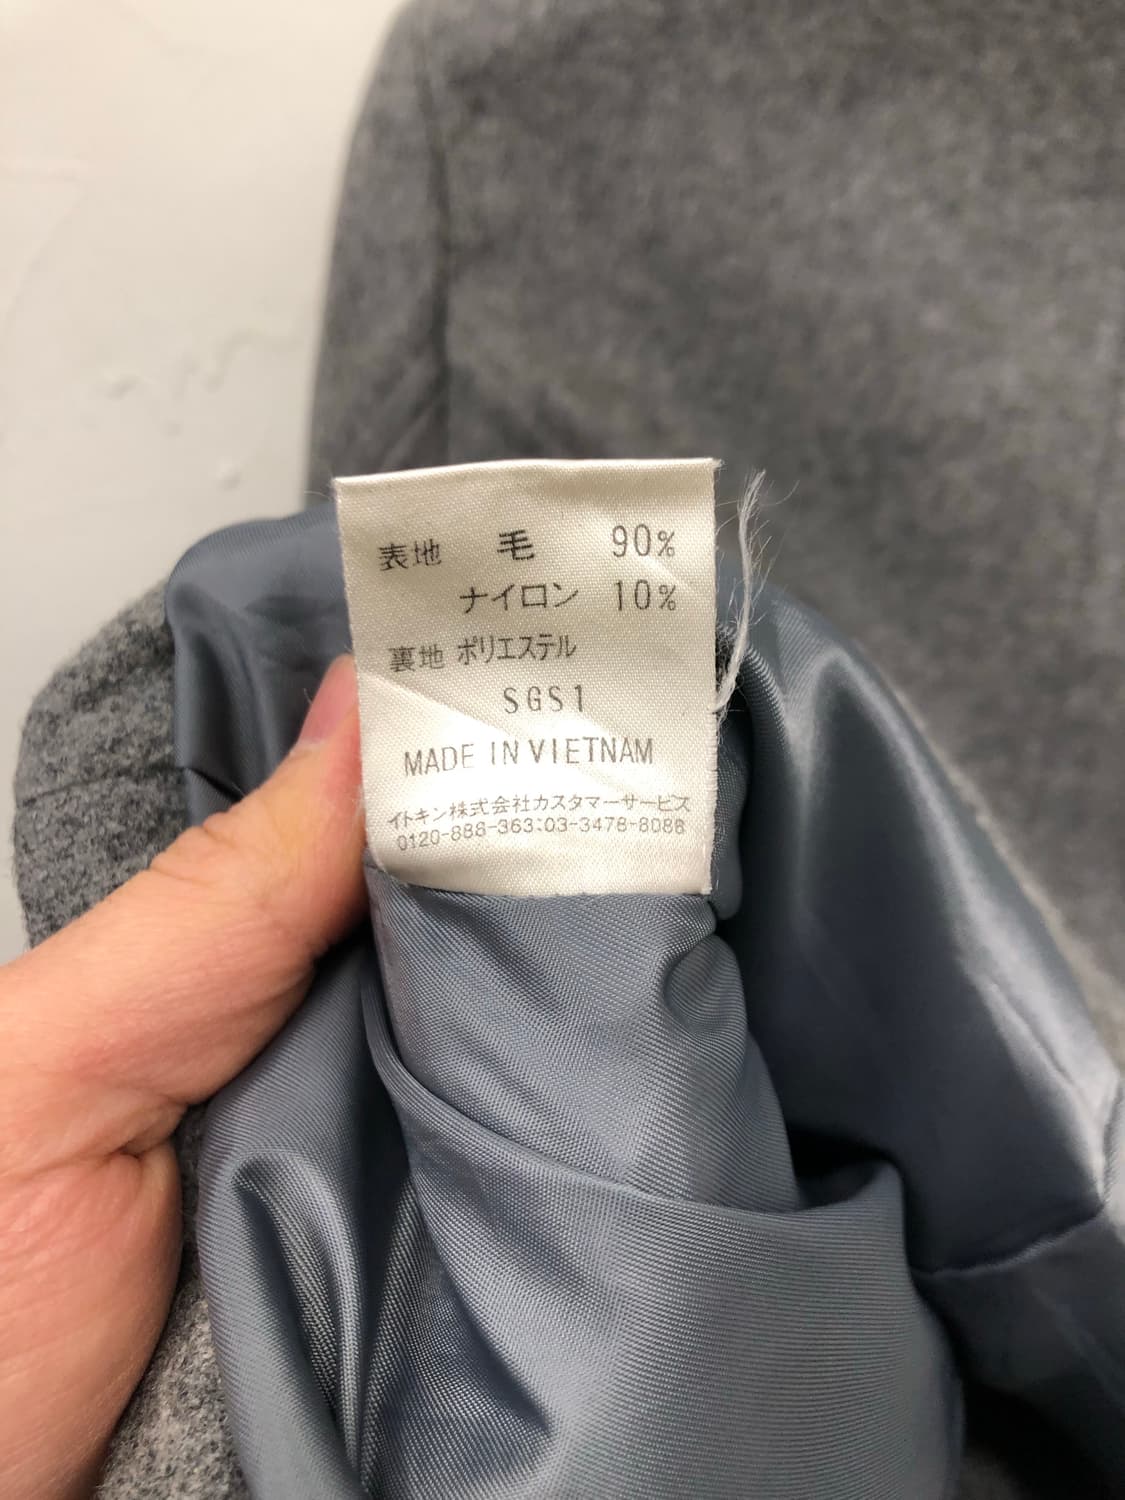 表地 毛 90%
ナイロン 10%
裏地 ポリエステル
SGS1
MADE IN VIETNAM
イトキン株式会社カスタマーサービス
0120-888-363:03-3478-8088